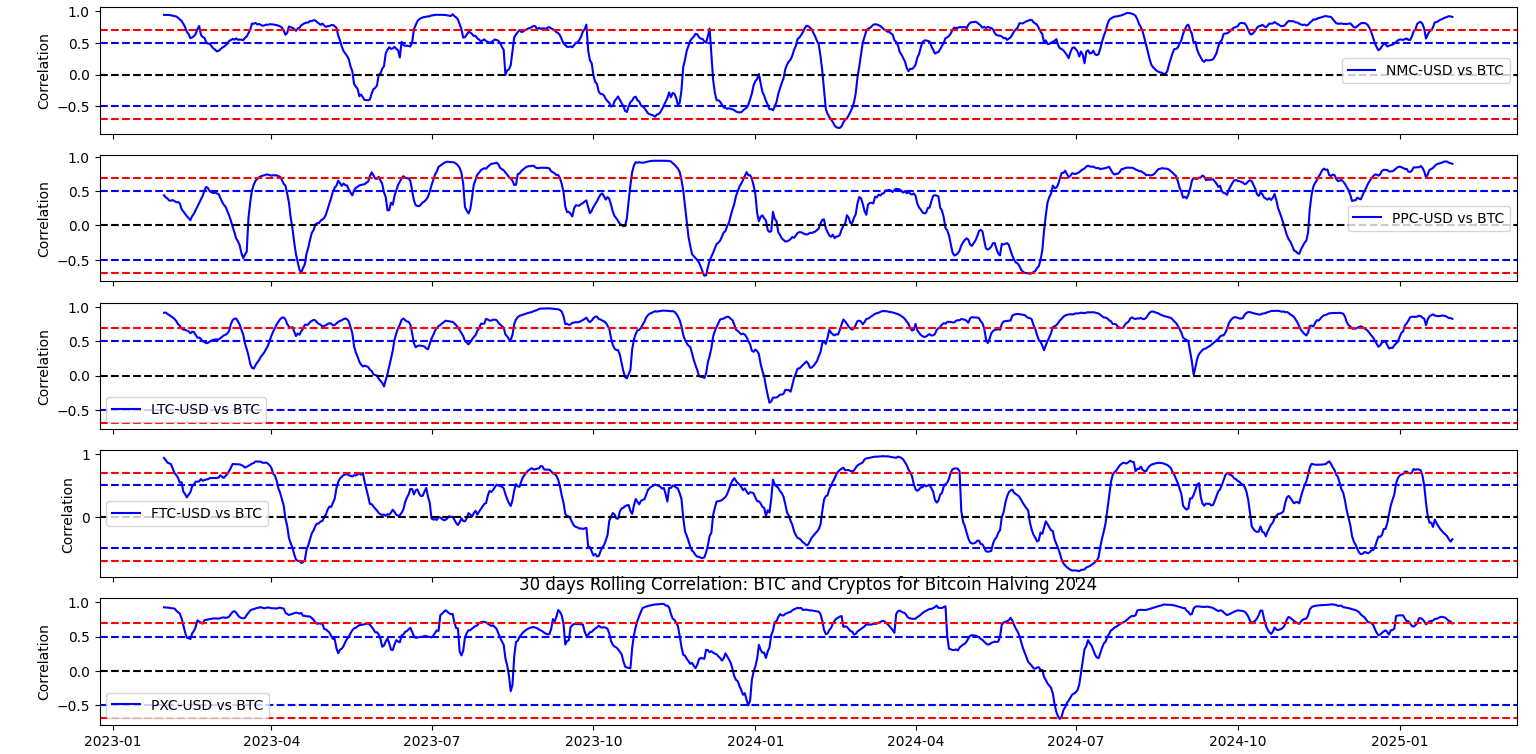 1.0
0.5
0.0
−0.5
Correlation
NMC-USD vs BTC
1.0
0.5
0.0
−0.5
Correlation
PPC-USD vs BTC
1.0
0.5
0.0
−0.5
Correlation
LTC-USD vs BTC
1
0
Correlation
FTC-USD vs BTC
30 days Rolling Correlation: BTC and Cryptos for Bitcoin Halving 2024
1.0
0.5
0.0
−0.5
Correlation
PXC-USD vs BTC
2023-01 2023-04 2023-07 2023-10 2024-01 2024-04 2024-07 2024-10 2025-01